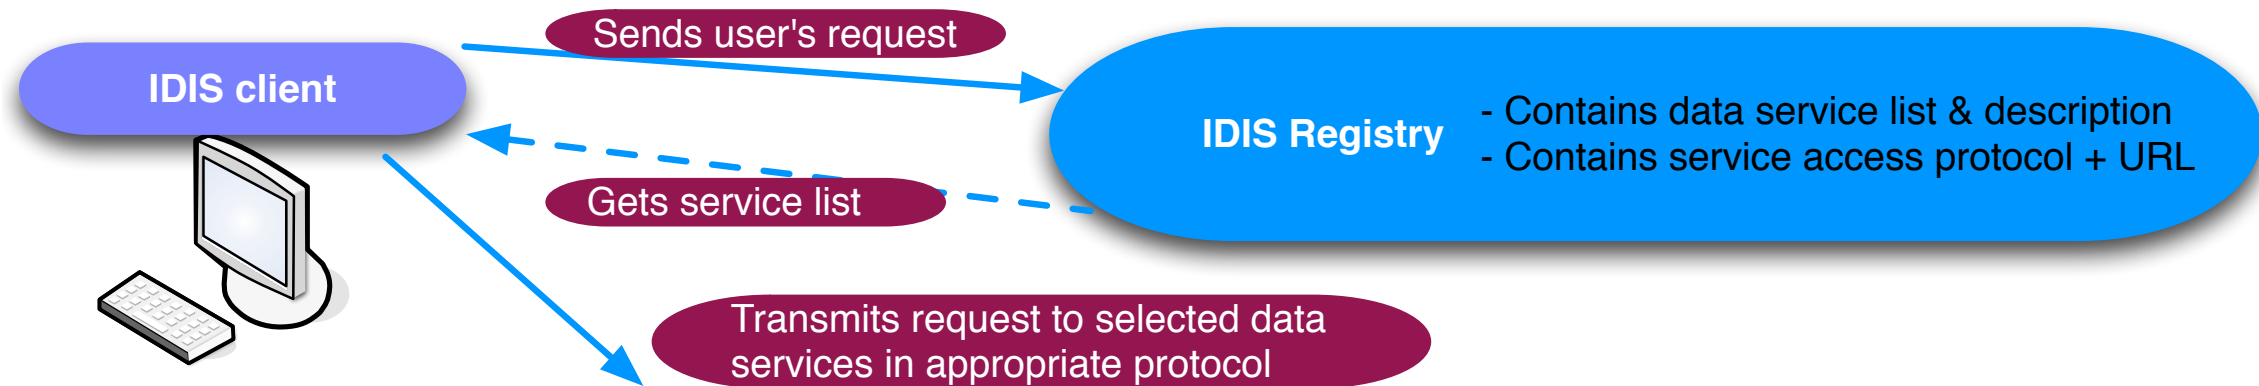 Sends user's request
IDIS client
IDIS Registry
- Contains data service list & description
- Contains service access protocol + URL
Gets service list
Transmits request to selected data
services in appropriate protocol